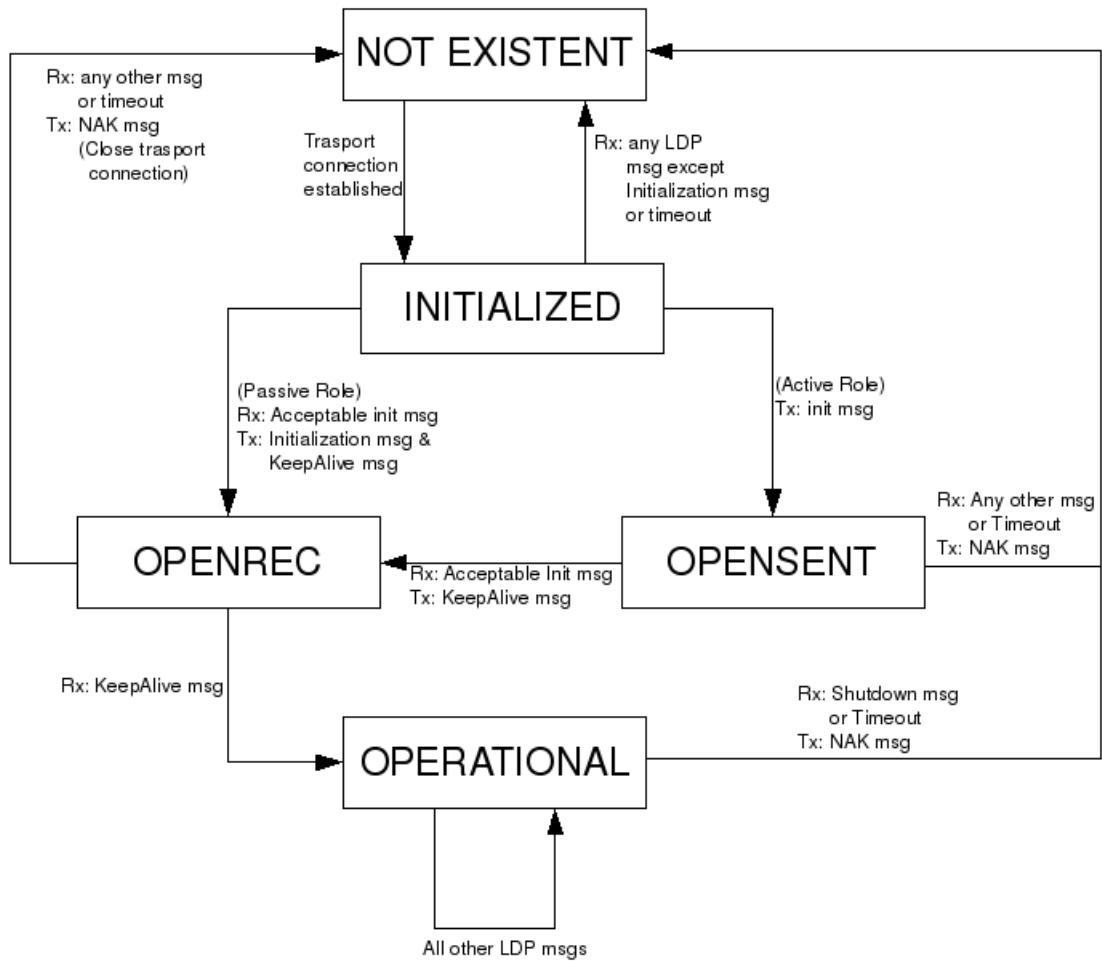 NOT EXISTENT
Rx: any other msg
or timeout
Tx: NAK msg
(Close trasport
connection)
Trasport
connection
established
Rx: any LDP
msg except
Initialization msg
or timeout
INITIALIZED
(Passive Role)
Rx: Acceptable init msg
Tx: Initialization msg &
KeepAlive msg
(Active Role)
Tx: init msg
OPENREC
Rx: Acceptable Init msg
Tx: KeepAlive msg
OPENSENT
Rx: Any other msg
or Timeout
Tx: NAK msg
Rx: KeepAlive msg
OPERATIONAL
Rx: Shutdown msg
or Timeout
Tx: NAK msg
All other LDP msgs